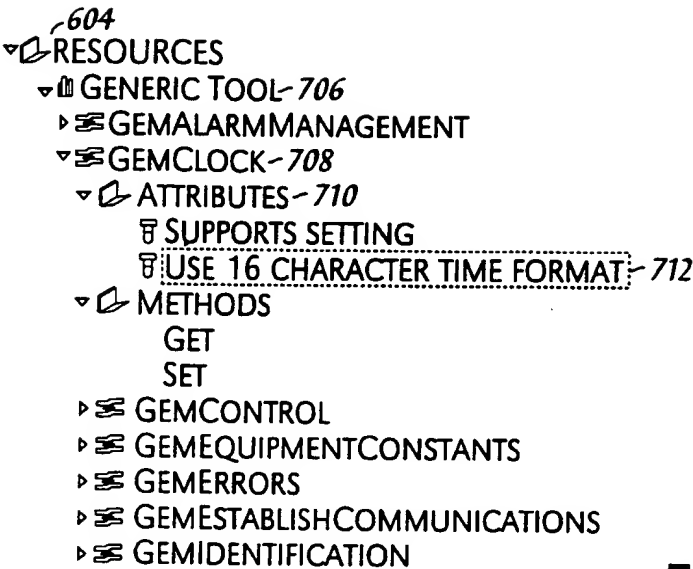 604
RESOURCES
GENERIC TOOL-706
GEMALARMMANAGEMENT
GEMCLOCK-708
ATTRIBUTES-710
SUPPORTS SETTING
USE 16 CHARACTER TIME FORMAT-712
METHODS
GET
SET
GEMCONTROL
GEMEQUIPMENTCONSTANTS
GEMERRORS
GEMESTABLISHCOMMUNICATIONS
GEMIDENTIFICATION